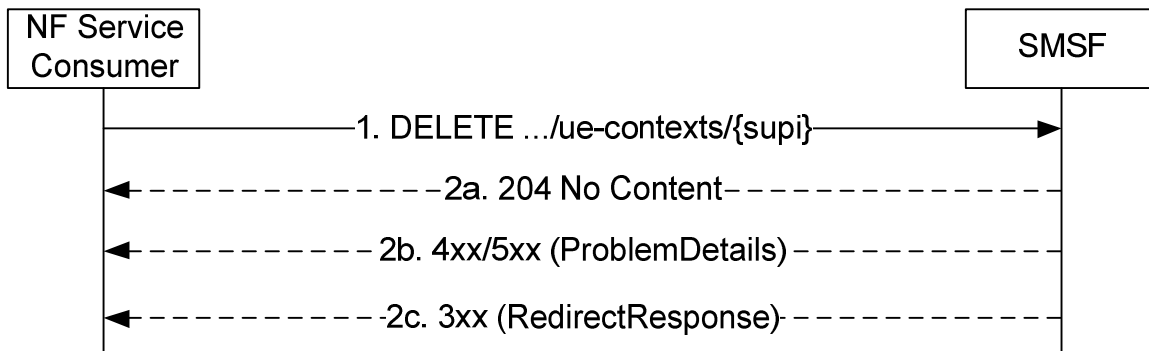 NF Service
Consumer
SMSF
1. DELETE .../ue-contexts/{supi}
2a. 204 No Content
2b. 4xx/5xx (ProblemDetails)
2c. 3xx (RedirectResponse)